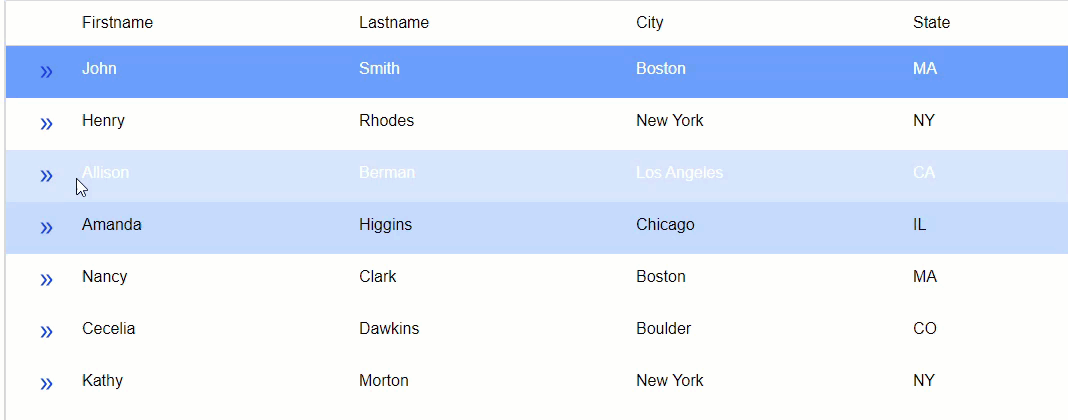 Firstname Lastname City State
» John Smith Boston MA
» Henry Rhodes New York NY
» Allison Berman Los Angeles CA
» Amanda Higgins Chicago IL
» Nancy Clark Boston MA
» Cecelia Dawkins Boulder CO
» Kathy Morton New York NY